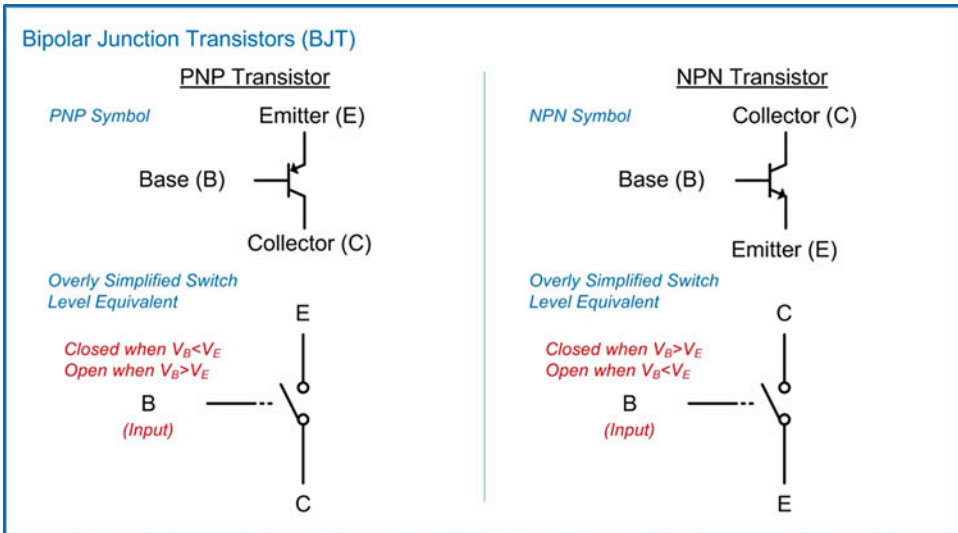 Bipolar Junction Transistors (BJT)
PNP Transistor
PNP Symbol
Emitter (E)
Base (B)
Collector (C)
Overly Simplified Switch
Level Equivalent
E
Closed when VB<VE
Open when VB>VE
B
(Input)
C
NPN Transistor
NPN Symbol
Collector (C)
Base (B)
Emitter (E)
Overly Simplified Switch
Level Equivalent
C
Closed when VB>VE
Open when VB<VE
B
(Input)
E